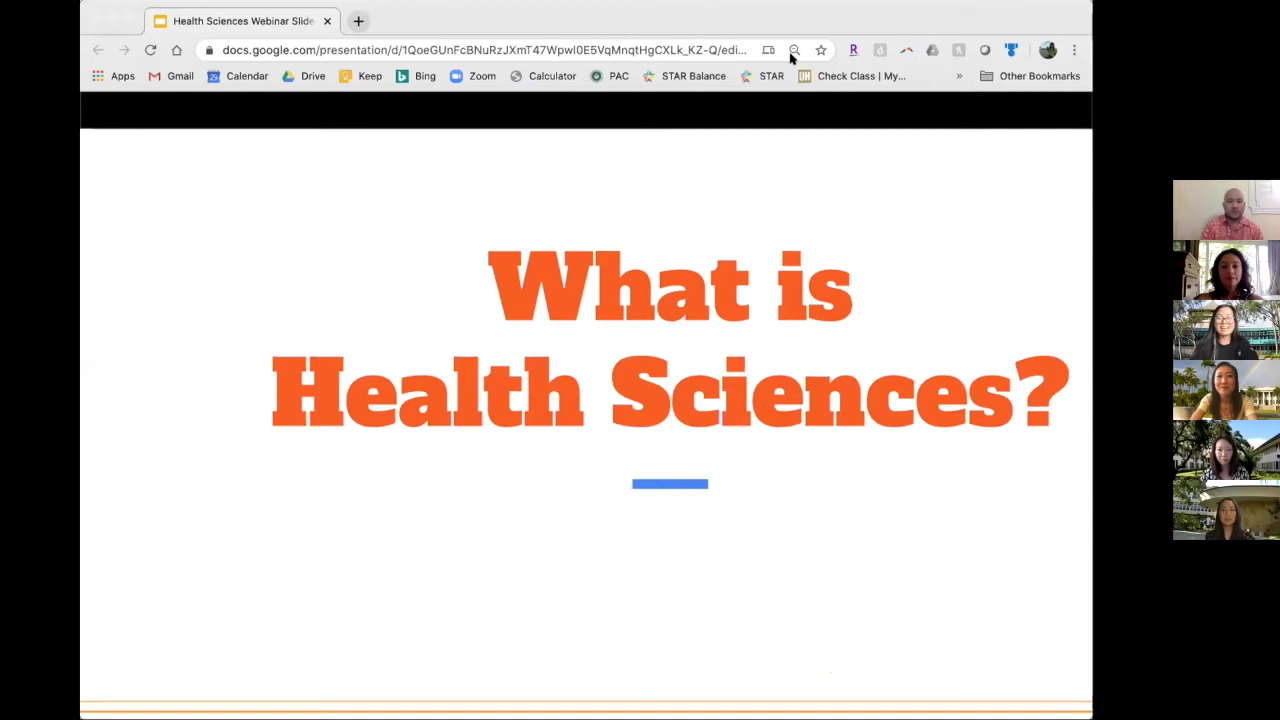 Health Sciences Webinar Slide
docs.google.com/presentation/d/1QoeGUnFcBNuRzJXmT47WpwI0E5VqMnqtHgCXLk_KZ-Q/edi...
Apps Gmail Calendar Drive Keep Bing Zoom Calculator PAC STAR Balance STAR Check Class | My... » Other Bookmarks
What is
Health Sciences?